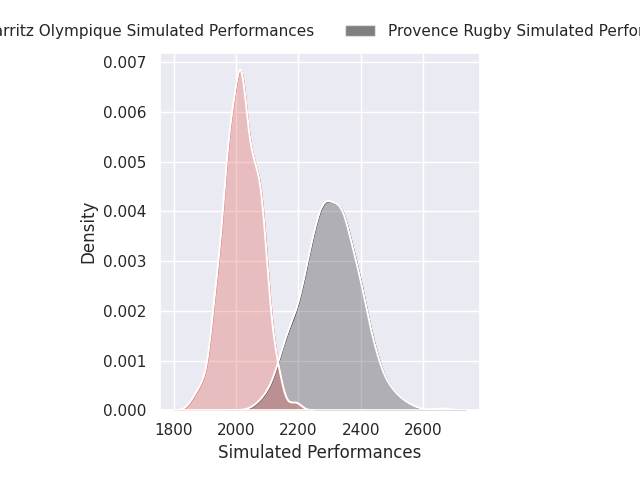 rritz Olympique Simulated Performances Provence Rugby Simulated Perfor
0.007
0.006
0.005
0.004
0.003
0.002
0.001
0.000
Density
1800 2000 2200 2400 2600
Simulated Performances